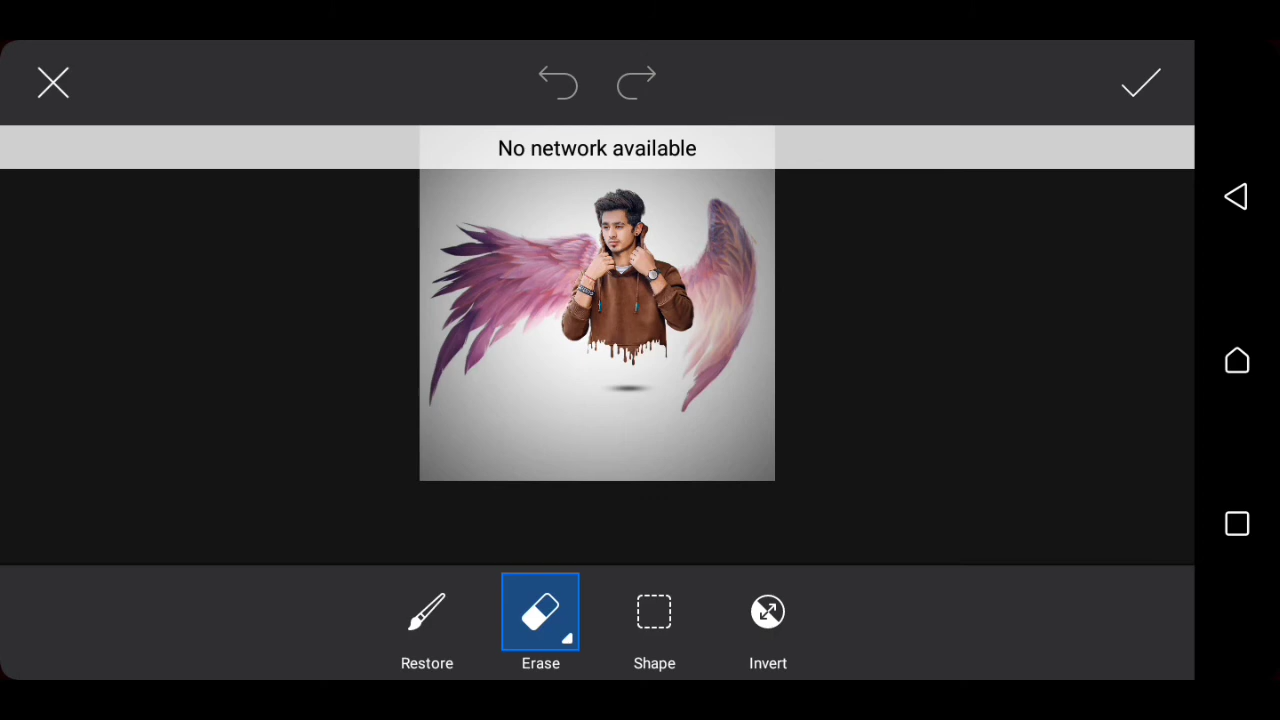 No network available
Restore
Erase
Shape
Invert